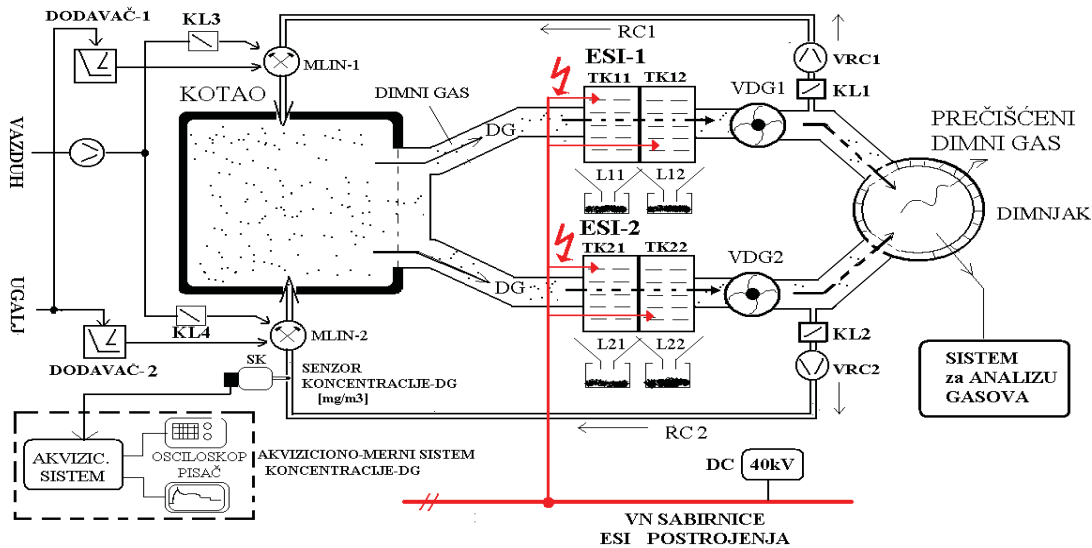 DODAVAČ-1
KL3
RC1
MLIN-1
ESI-1
TK11 TK12
VRC1
KL1
VDG1
KOTAO
DIMNI GAS
DG
PREČIŠĆENI
DIMNI GAS
VAZDUH
L11 L12
DIMNJAK
ESI-2
TK21 TK22
VDG2
DG
UGALJ
KL4
MLIN-2
KL2
DODAVAČ-2
L21 L22
VRC2
SK
SENZOR
KONCENTRACIJE-DG
[mg/m3]
SISTEM
za ANALIZU
GASOVA
RC 2
AKVIZIC.
SISTEM
OSCILOSKOP
PISAČ
AKVIZICIONO-MERNI SISTEM
KONCENTRACIJE-DG
DC 40kV
VN SABIRNICE
ESI POSTROJENJA